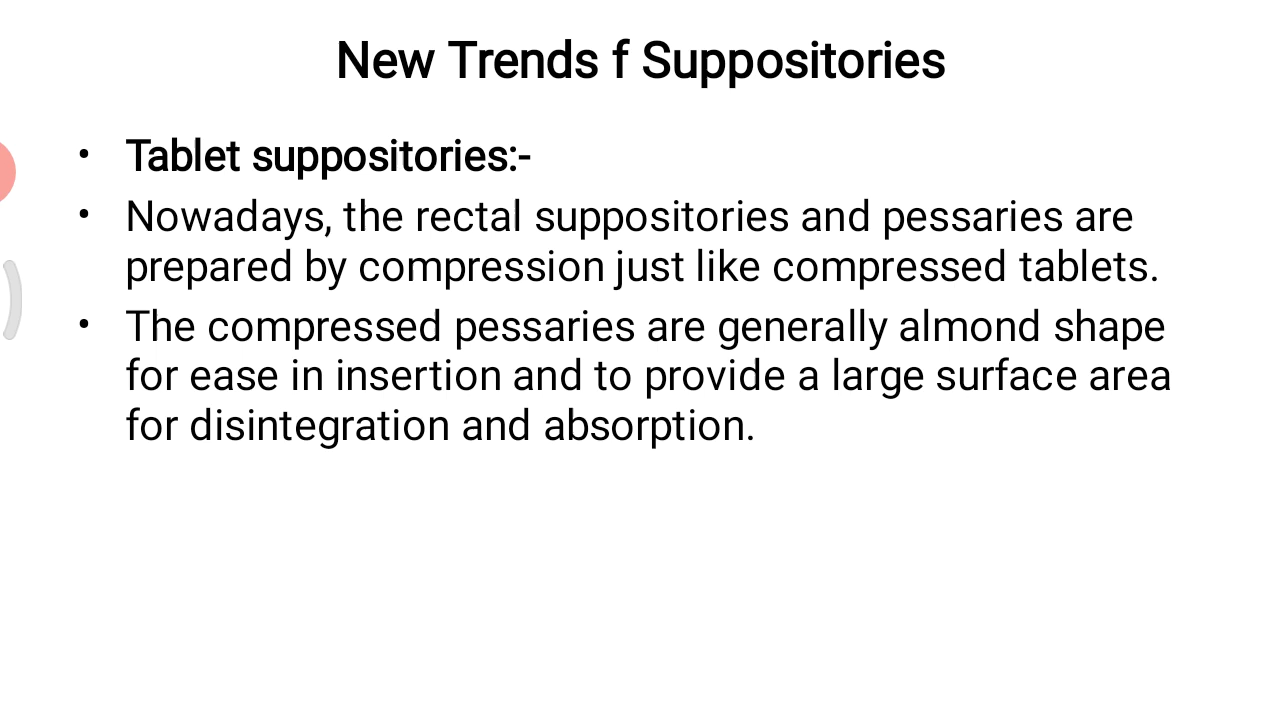 New Trends f Suppositories
• Tablet suppositories:-
• Nowadays, the rectal suppositories and pessaries are
prepared by compression just like compressed tablets.
• The compressed pessaries are generally almond shape
for ease in insertion and to provide a large surface area
for disintegration and absorption.